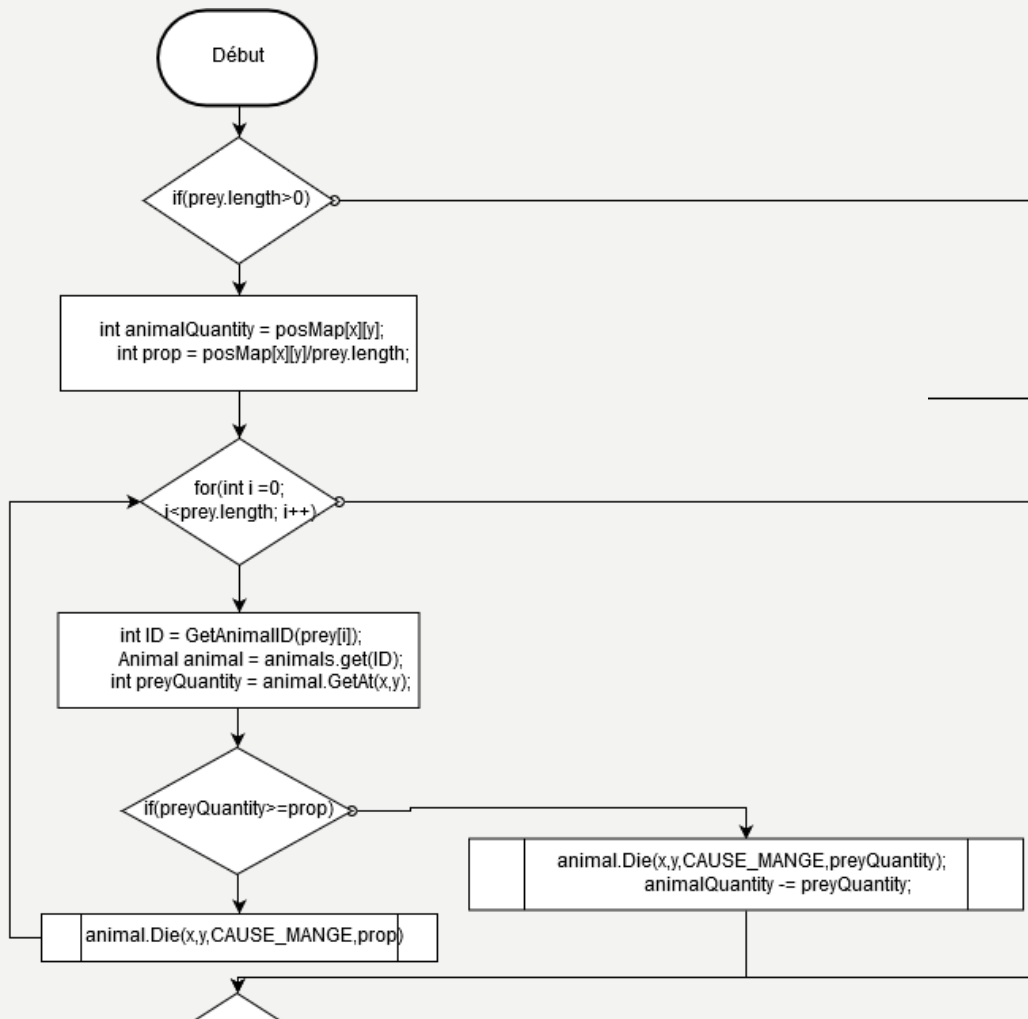 Début
if(prey.length>0)
int animalQuantity = posMap[x][y];
int prop = posMap[x][y]/prey.length;
for(int i =0;
i<prey.length; i++)
int ID = GetAnimalID(prey[i]);
Animal animal = animals.get(ID);
int preyQuantity = animal.GetAt(x,y);
if(preyQuantity>=prop)
animal.Die(x,y,CAUSE_MANGE,preyQuantity);
animalQuantity -= preyQuantity;
animal.Die(x,y,CAUSE_MANGE,prop)